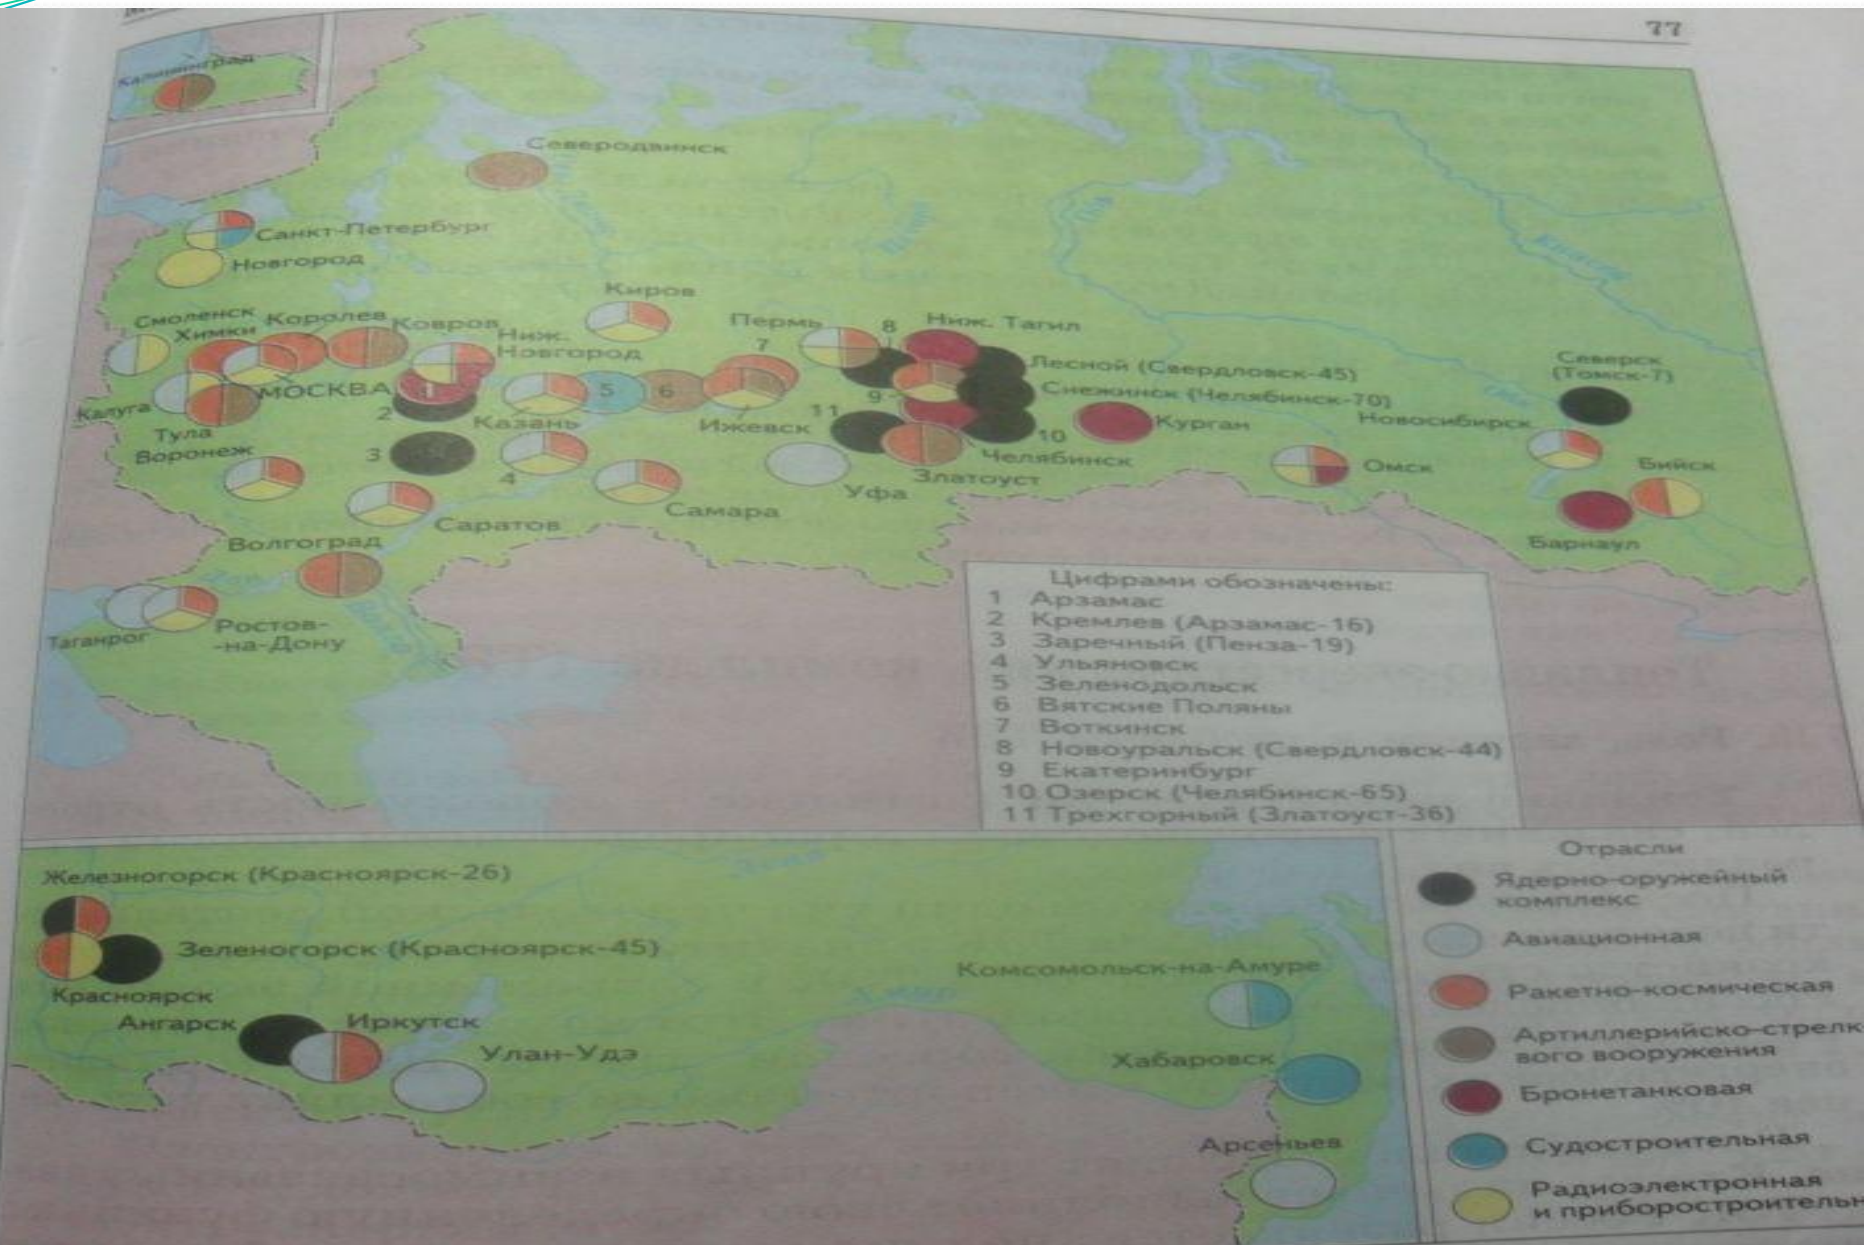 77
Калининград
Северодвинск
Санкт-Петербург
Новгород
Киров
Смоленск
Химки
Королев
Ковров
Ниж.
Новгород
Пермь
8
Ниж. Тагил
7
Лесной (Свердловск-45)
Снежинск (Челябинск-70)
Северск
(Томск-7)
МОСКВА
1
2
5
6
9
11
10
Калуга
Тула
Казань
Ижевск
Курган
Новосибирск
Воронеж
3
4
Челябинск
Златоуст
Уфа
Омск
Бийск
Саратов
Самара
Барнаул
Волгоград
Таганрог
Ростов-
-на-Дону
Волга
Обь
Енисей
Цифрами обозначены:
1 Арзамас
2 Кремлев (Арзамас-16)
3 Заречный (Пенза-19)
4 Ульяновск
5 Зеленодольск
6 Вятские Поляны
7 Воткинск
8 Новоуральск (Свердловск-44)
9 Екатеринбург
10 Озерск (Челябинск-65)
11 Трехгорный (Златоуст-36)
Железногорск (Красноярск-26)
Зеленогорск (Красноярск-45)
Красноярск
Ангарск
Иркутск
Улан-Удэ
Лена
Амур
Комсомольск-на-Амуре
Хабаровск
Арсеньев
Отрасли
Ядерно-оружейный
комплекс
Авиационная
Ракетно-космическая
Артиллерийско-стрелк
вого вооружения
Бронетанковая
Судостроительная
Радиоэлектронная
и приборостроительн